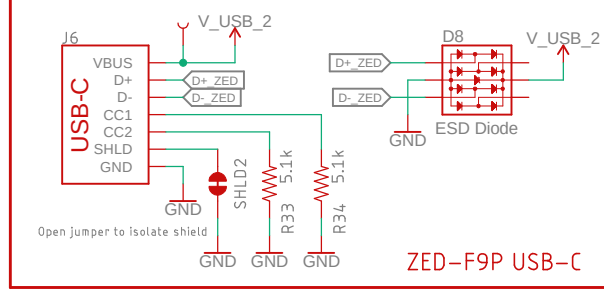 J6
V_USB_2
USB-C
VBUS
D+
D-
CC1
CC2
SHLD
GND
D+_ZED
D-_ZED
GND
SHLD2
5.1k
R33
5.1k
R34
GND
GND
GND
Open jumper to isolate shield
D8
V_USB_2
D+_ZED
D-_ZED
GND
ESD Diode
ZED-F9P USB-C